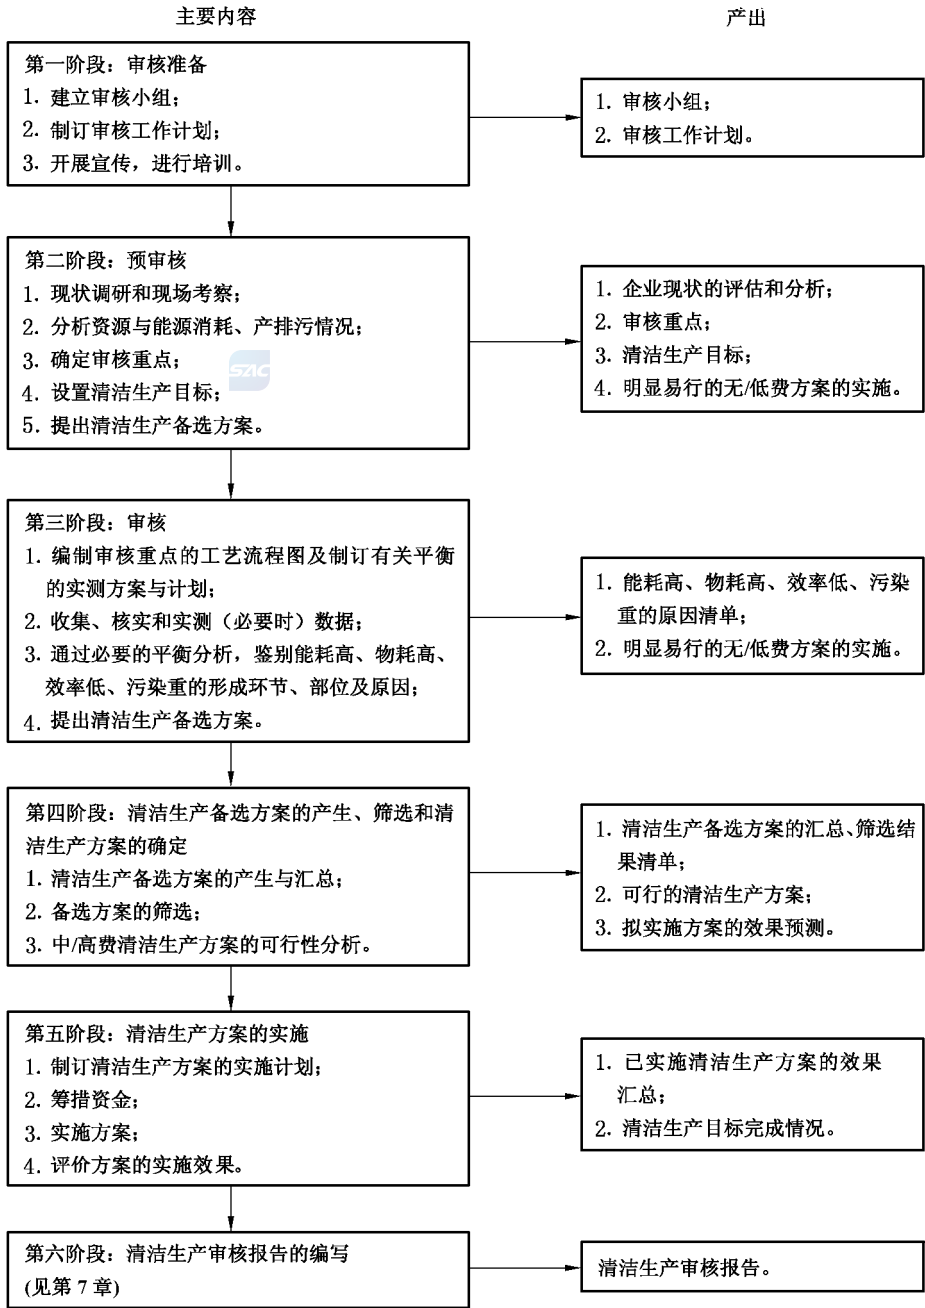 主要内容
产出
第一阶段：审核准备
1. 建立审核小组；
2. 制订审核工作计划；
3. 开展宣传，进行培训。
1. 审核小组；
2. 审核工作计划。
第二阶段：预审核
1. 现状调研和现场考察；
2. 分析资源与能源消耗、产排污情况；
3. 确定审核重点；
4. 设置清洁生产目标；
5. 提出清洁生产备选方案。
SAC
1. 企业现状的评估和分析；
2. 审核重点；
3. 清洁生产目标；
4. 明显易行的无/低费方案的实施。
第三阶段：审核
1. 编制审核重点的工艺流程图及制订有关平衡
的实测方案与计划；
2. 收集、核实和实测（必要时）数据；
3. 通过必要的平衡分析，鉴别能耗高、物耗高、
效率低、污染重的形成环节、部位及原因；
4. 提出清洁生产备选方案。
1. 能耗高、物耗高、效率低、污染
重的原因清单；
2. 明显易行的无/低费方案的实施。
第四阶段：清洁生产备选方案的产生、筛选和清
洁生产方案的确定
1. 清洁生产备选方案的产生与汇总；
2. 备选方案的筛选；
3. 中/高费清洁生产方案的可行性分析。
1. 清洁生产备选方案的汇总、筛选结
果清单；
2. 可行的清洁生产方案；
3. 拟实施方案的效果预测。
第五阶段：清洁生产方案的实施
1. 制订清洁生产方案的实施计划；
2. 筹措资金；
3. 实施方案；
4. 评价方案的实施效果。
1. 已实施清洁生产方案的效果
汇总；
2. 清洁生产目标完成情况。
第六阶段：清洁生产审核报告的编写
(见第 7 章)
清洁生产审核报告。